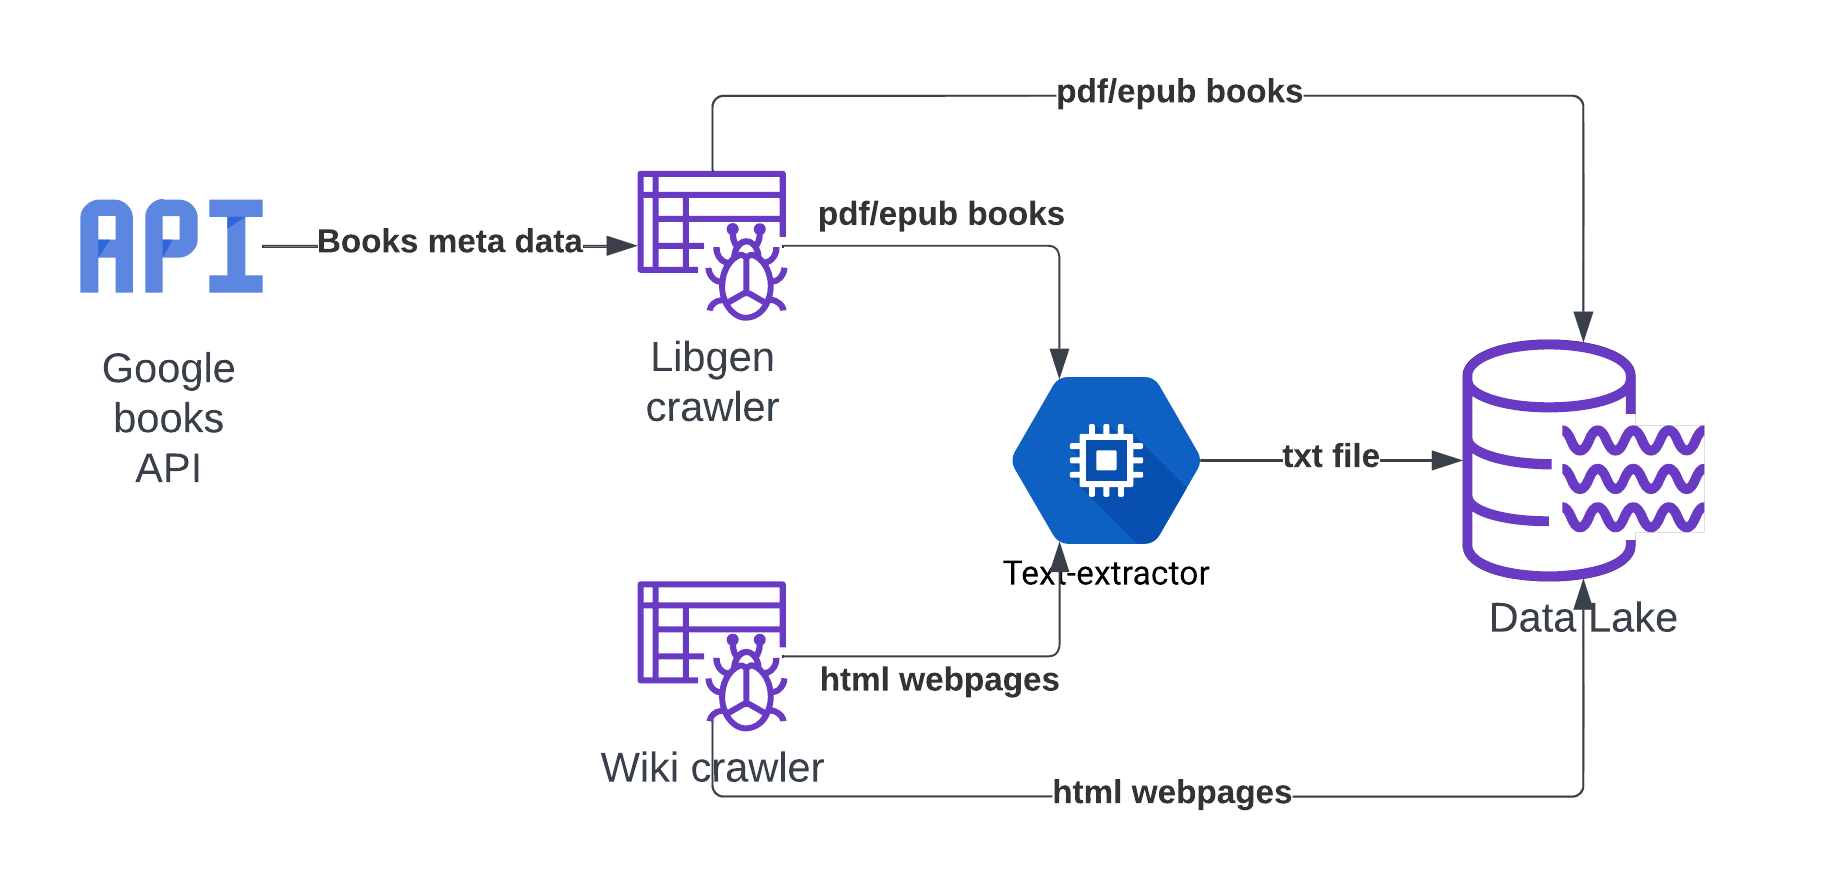 pdf/epub books
API
Books meta data
pdf/epub books
Google
books
API
Libgen
crawler
txt file
Text-extractor
Data Lake
html webpages
Wiki crawler
html webpages